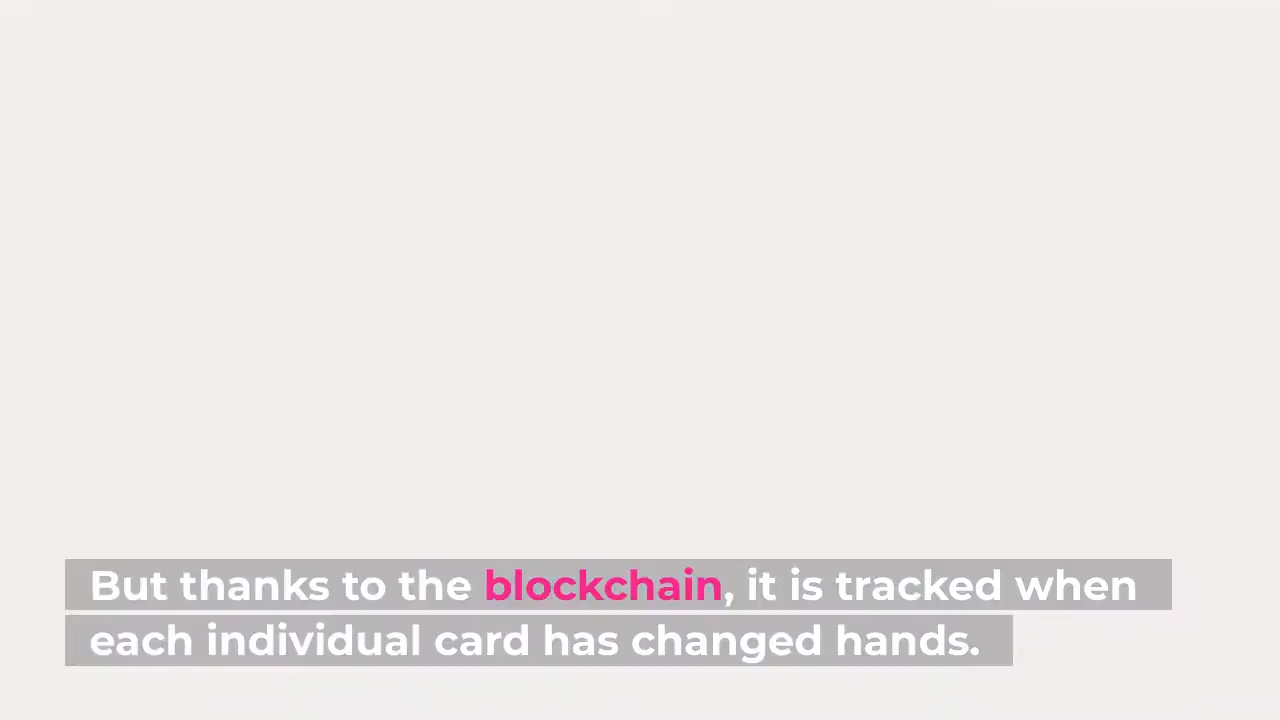 But thanks to the blockchain, it is tracked when
each individual card has changed hands.